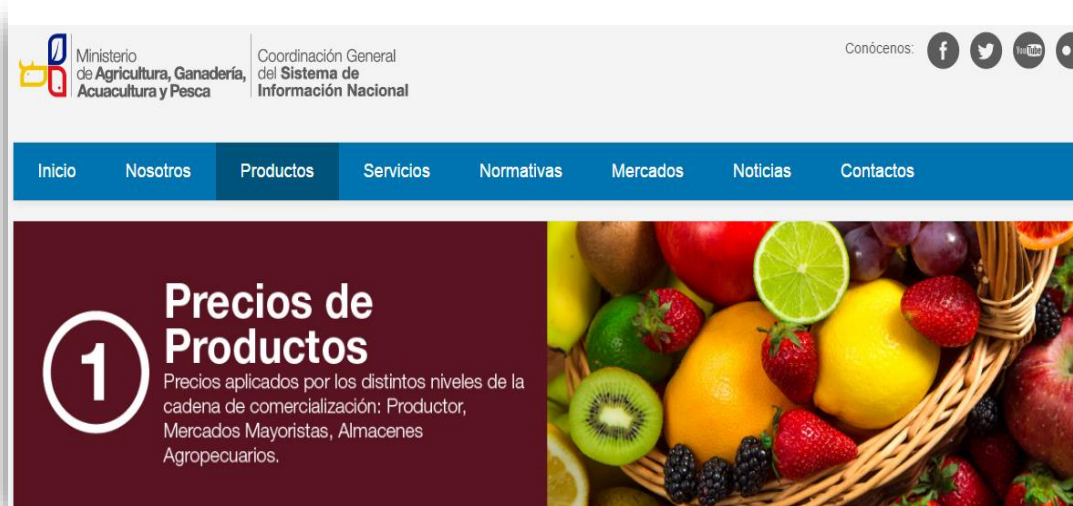 Ministerio
de Agricultura, Ganadería,
Acuacultura y Pesca
Coordinación General
del Sistema de
Información Nacional
Conócenos:
f
You Tube
Inicio Nosotros Productos Servicios Normativas Mercados Noticias Contactos
1
Precios de
Productos
Precios aplicados por los distintos niveles de la
cadena de comercialización: Productor,
Mercados Mayoristas, Almacenes
Agropecuarios.